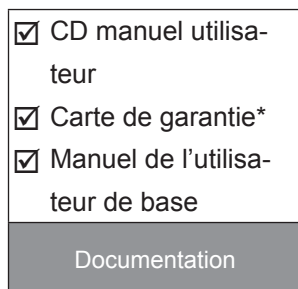 ☑ CD manuel utilisa-
teur
☑ Carte de garantie*
☑ Manuel de l’utilisa-
teur de base
Documentation